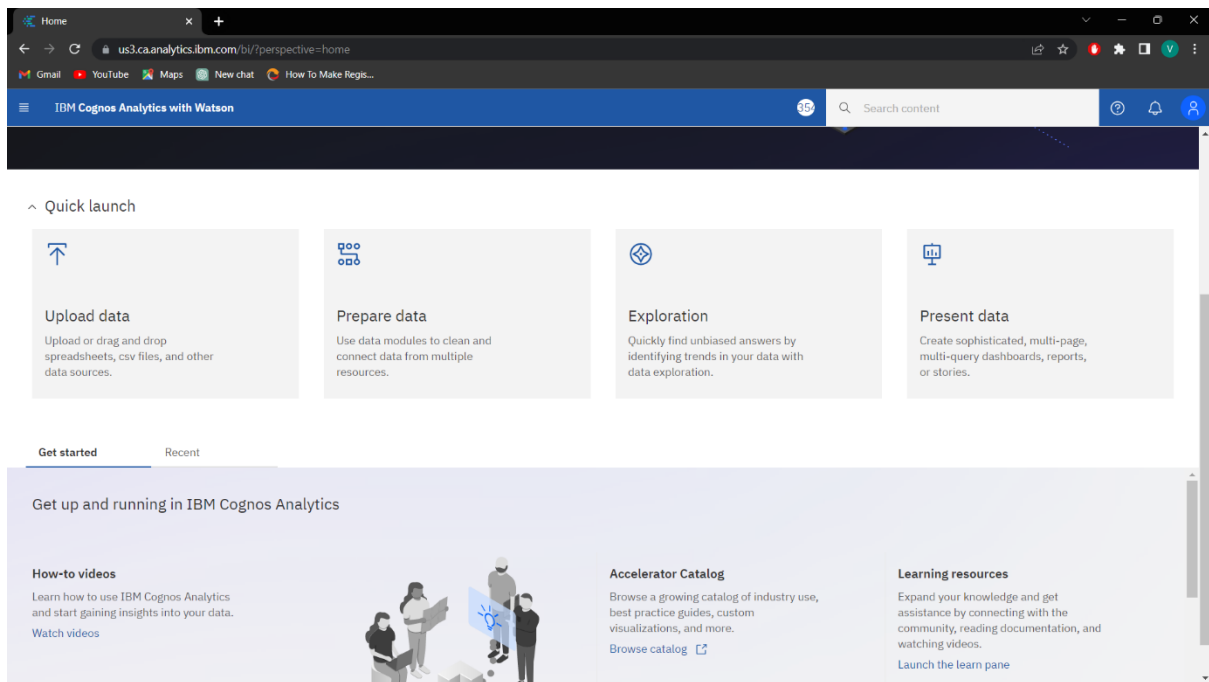 Home
us3.ca.analytics.ibm.com/bi/?perspective=home
Gmail YouTube Maps New chat How To Make Regis...
IBM Cognos Analytics with Watson 354 Search content
V
Quick launch
Upload data
Upload or drag and drop
spreadsheets, csv files, and other
data sources.
Prepare data
Use data modules to clean and
connect data from multiple
resources.
Exploration
Quickly find unbiased answers by
identifying trends in your data with
data exploration.
Present data
Create sophisticated, multi-page,
multi-query dashboards, reports,
or stories.
Get started Recent
Get up and running in IBM Cognos Analytics
How-to videos
Learn how to use IBM Cognos Analytics
and start gaining insights into your data.
Watch videos
Accelerator Catalog
Browse a growing catalog of industry use,
best practice guides, custom
visualizations, and more.
Browse catalog
Learning resources
Expand your knowledge and get
assistance by connecting with the
community, reading documentation, and
watching videos.
Launch the learn pane